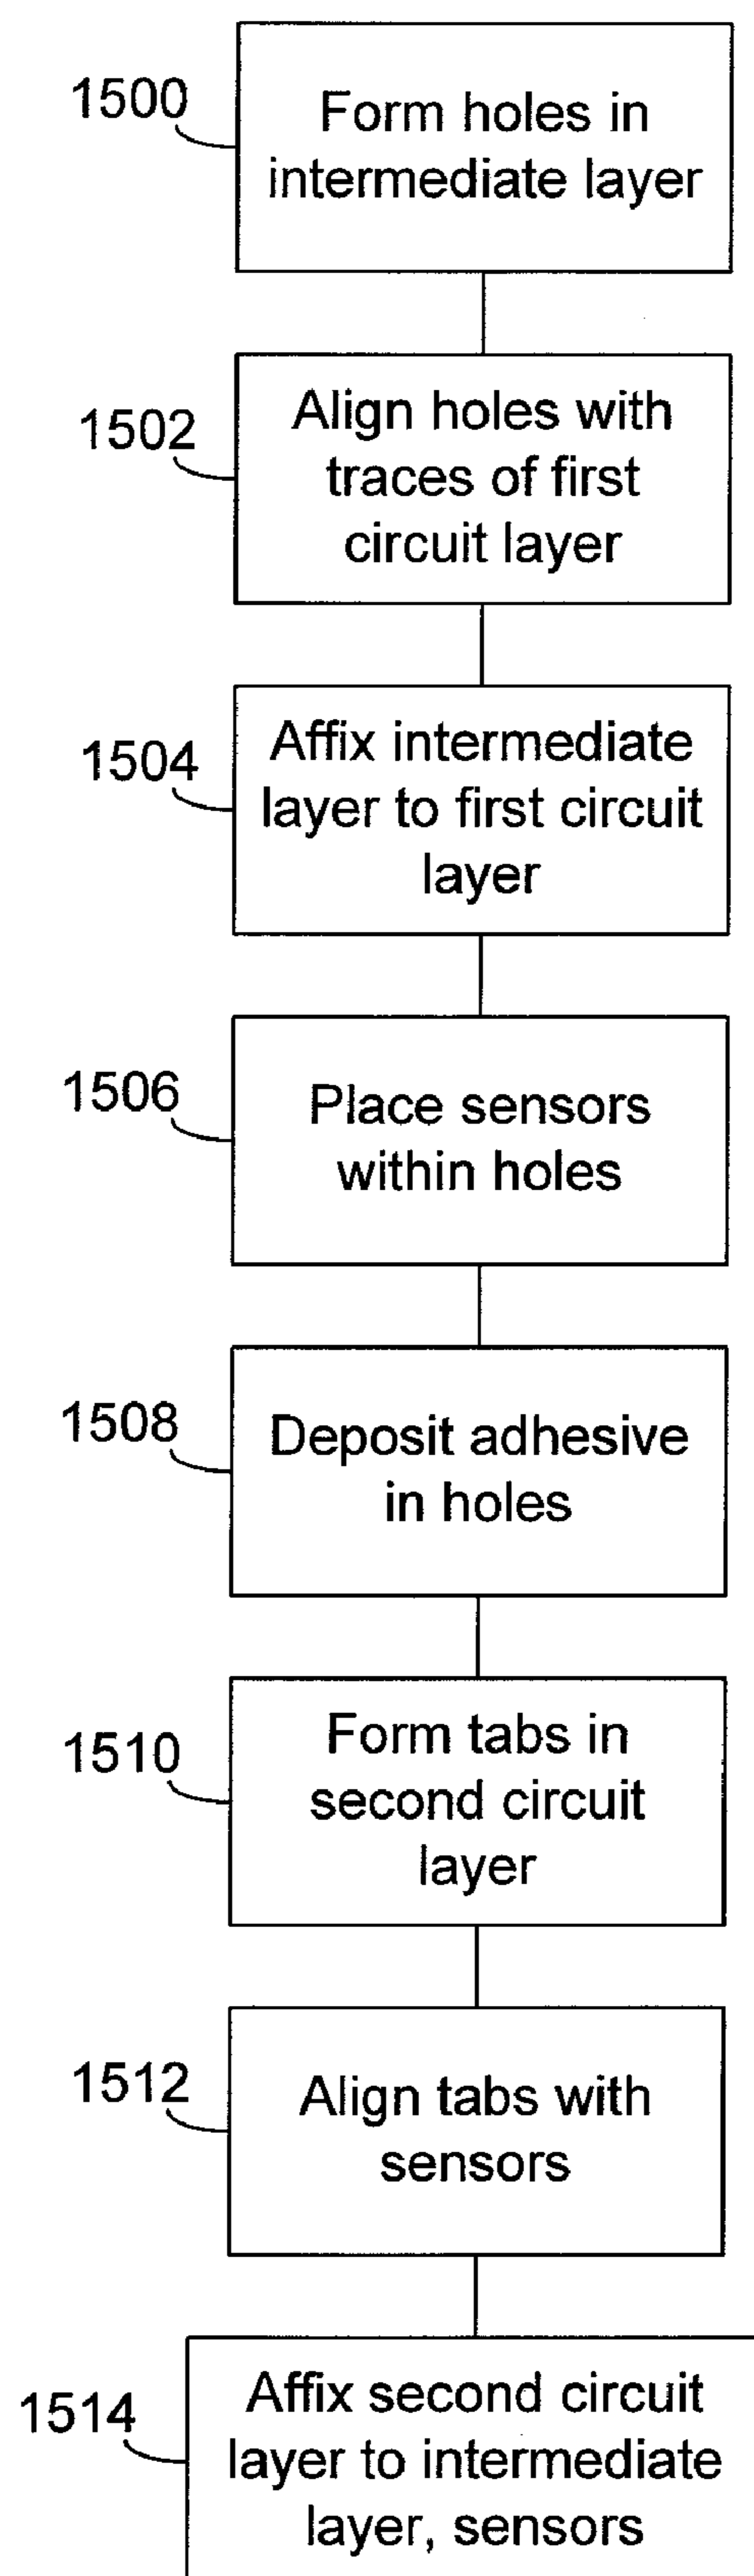 1500
Form holes in
intermediate layer
1502
Align holes with
traces of first
circuit layer
1504
Affix intermediate
layer to first circuit
layer
1506
Place sensors
within holes
1508
Deposit adhesive
in holes
1510
Form tabs in
second circuit
layer
1512
Align tabs with
sensors
1514
Affix second circuit
layer to intermediate
layer, sensors